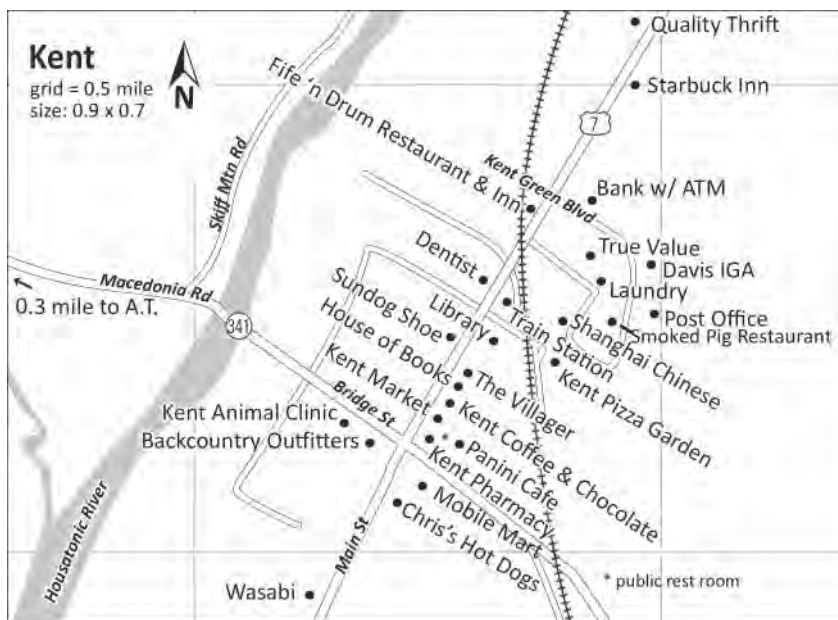 Kent
grid = 0.5 mile
size: 0.9 x 0.7
N
Quality Thrift
Starbuck Inn
7
Fife 'n Drum Restaurant & Inn
Kent Green Blvd
Bank w/ ATM
Skiff Mtn Rd
True Value
Davis IGA
Dentist
Laundry
Macedonia Rd
0.3 mile to A.T.
341
Sundog Shoe
Library
Train Station
Post Office
Smoked Pig Restaurant
House of Books
Shanghai Chinese
Kent Market
The Villager
Kent Pizza Garden
Bridge St
Kent Animal Clinic
Backcountry Outfitters
Kent Coffee & Chocolate
*
Panini Cafe
Kent Pharmacy
Mobile Mart
Chris's Hot Dogs
Housatonic River
Main St
Wasabi
* public rest room